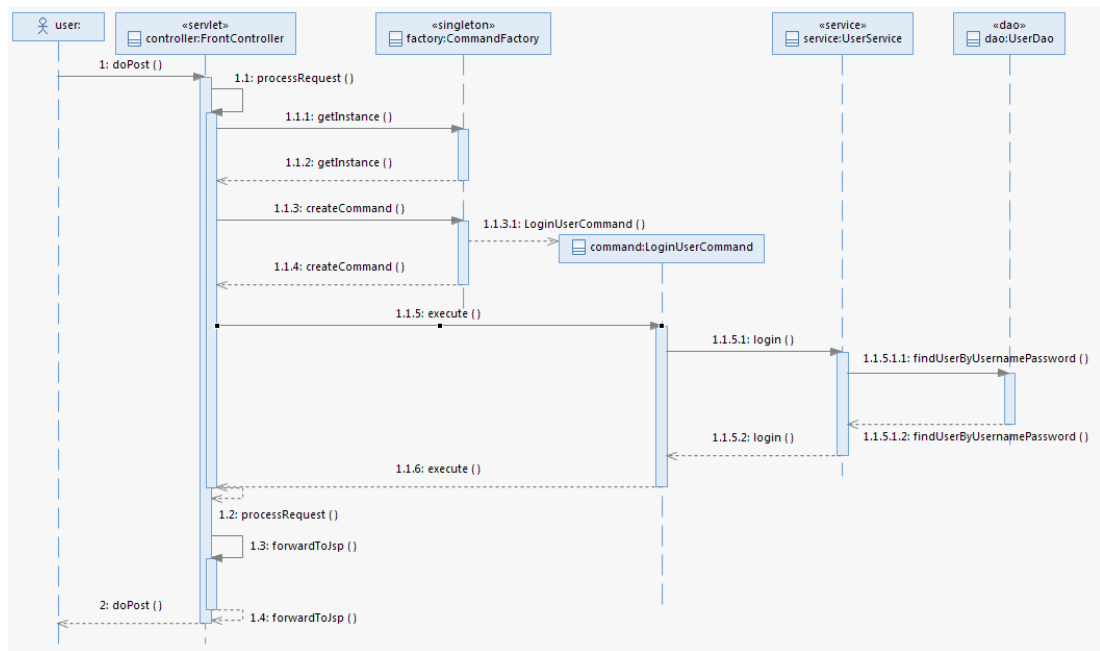 user:
«servlet»
controller:FrontController
«singleton»
factory:CommandFactory
«service»
service:UserService
«dao»
dao:UserDao
1: doPost ( )
1.1: processRequest ( )
1.1.1: getInstance ( )
1.1.2: getInstance ( )
1.1.3: createCommand ( )
1.1.3.1: LoginUserCommand ( )
command:LoginUserCommand
1.1.4: createCommand ( )
1.1.5: execute ( )
1.1.5.1: login ( )
1.1.5.1.1: findUserByUsernamePassword ( )
1.1.5.2: login ( )
1.1.5.1.2: findUserByUsernamePassword ( )
1.1.6: execute ( )
1.2: processRequest ( )
1.3: forwardToJsp ( )
2: doPost ( )
1.4: forwardToJsp ( )